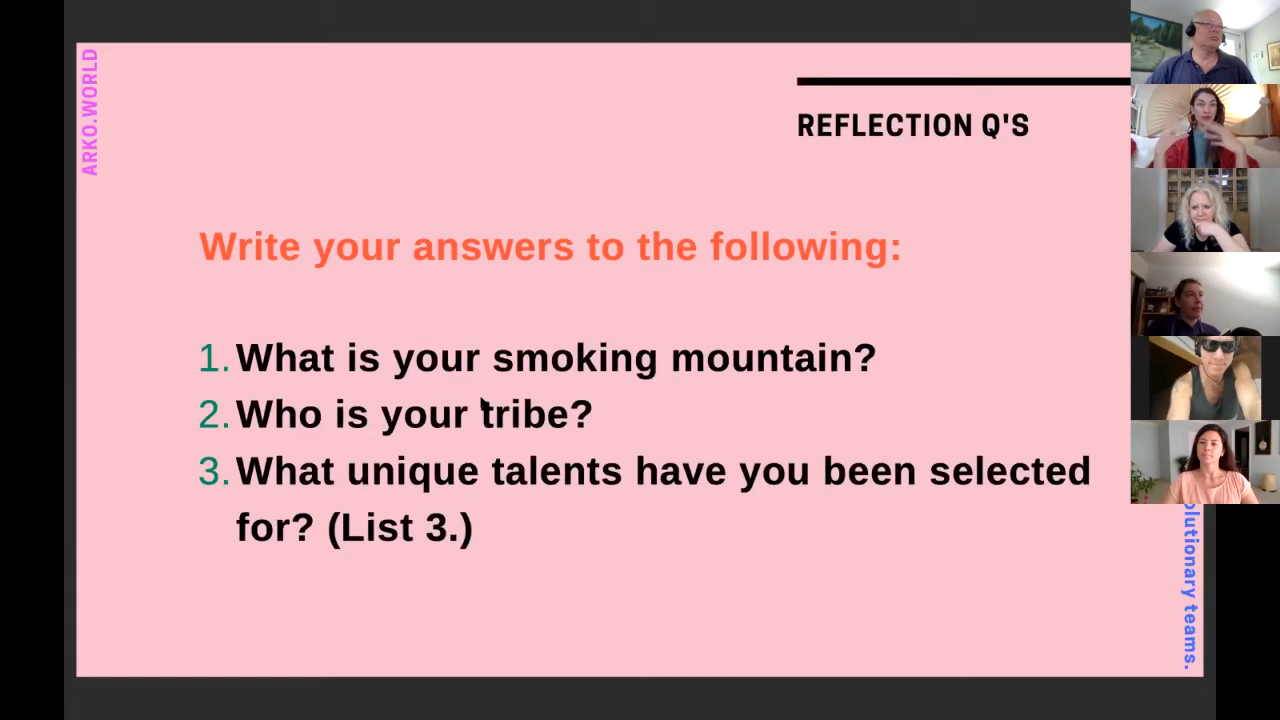 ARKO.WORLD
REFLECTION Q'S
Write your answers to the following:
1. What is your smoking mountain?
2. Who is your tribe?
3. What unique talents have you been selected
for? (List 3.)
teams.